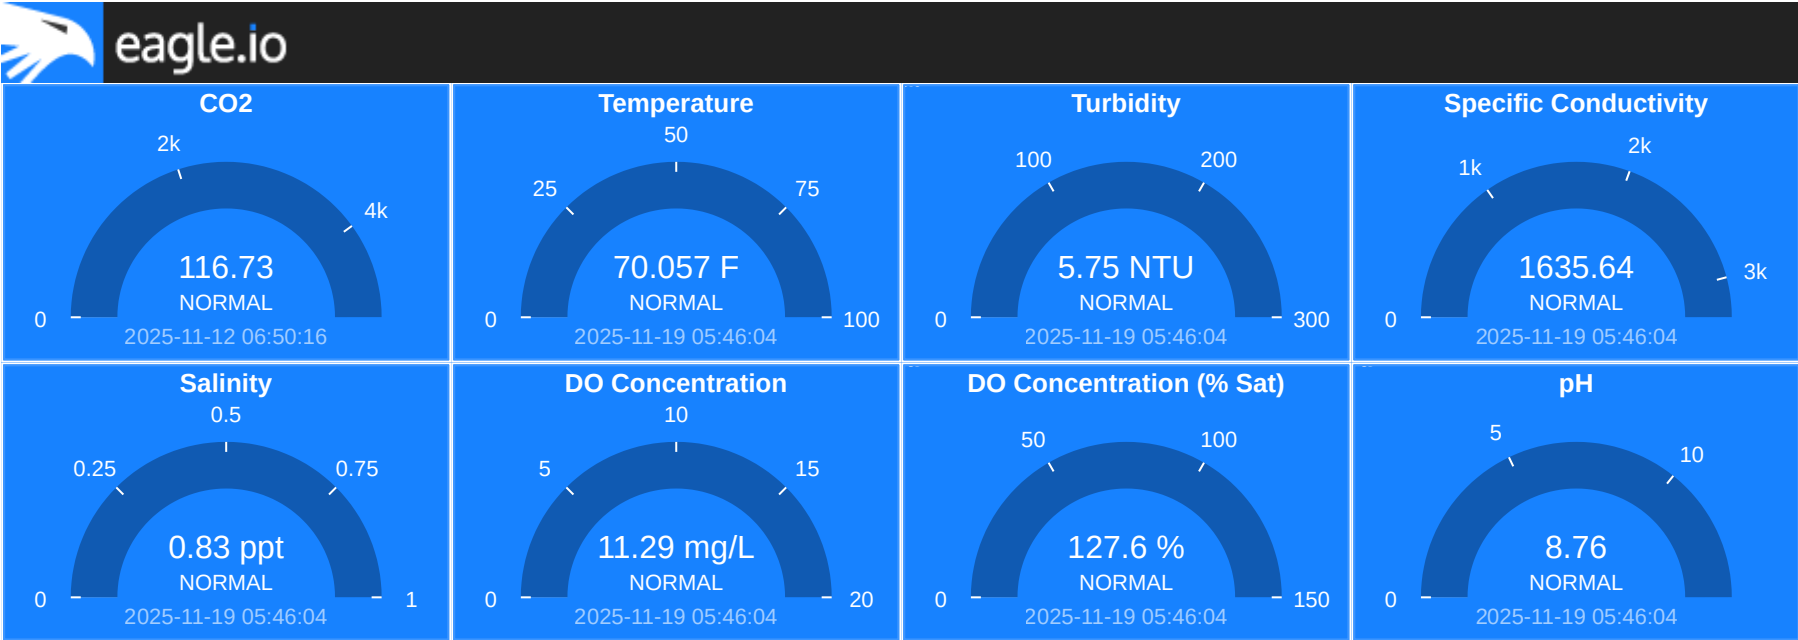 eagle.io
CO2
2k
4k
0
116.73
NORMAL
2025-11-12 06:50:16
Temperature
50
25
75
0
100
70.057 F
NORMAL
2025-11-19 05:46:04
Turbidity
100
200
0
300
5.75 NTU
NORMAL
2025-11-19 05:46:04
Specific Conductivity
2k
1k
3k
0
1635.64
NORMAL
2025-11-19 05:46:04
Salinity
0.5
0.25
0.75
0
1
0.83 ppt
NORMAL
2025-11-19 05:46:04
DO Concentration
10
5
15
0
20
11.29 mg/L
NORMAL
2025-11-19 05:46:04
DO Concentration (% Sat)
50
100
0
150
127.6 %
NORMAL
2025-11-19 05:46:04
pH
5
10
0
8.76
NORMAL
2025-11-19 05:46:04